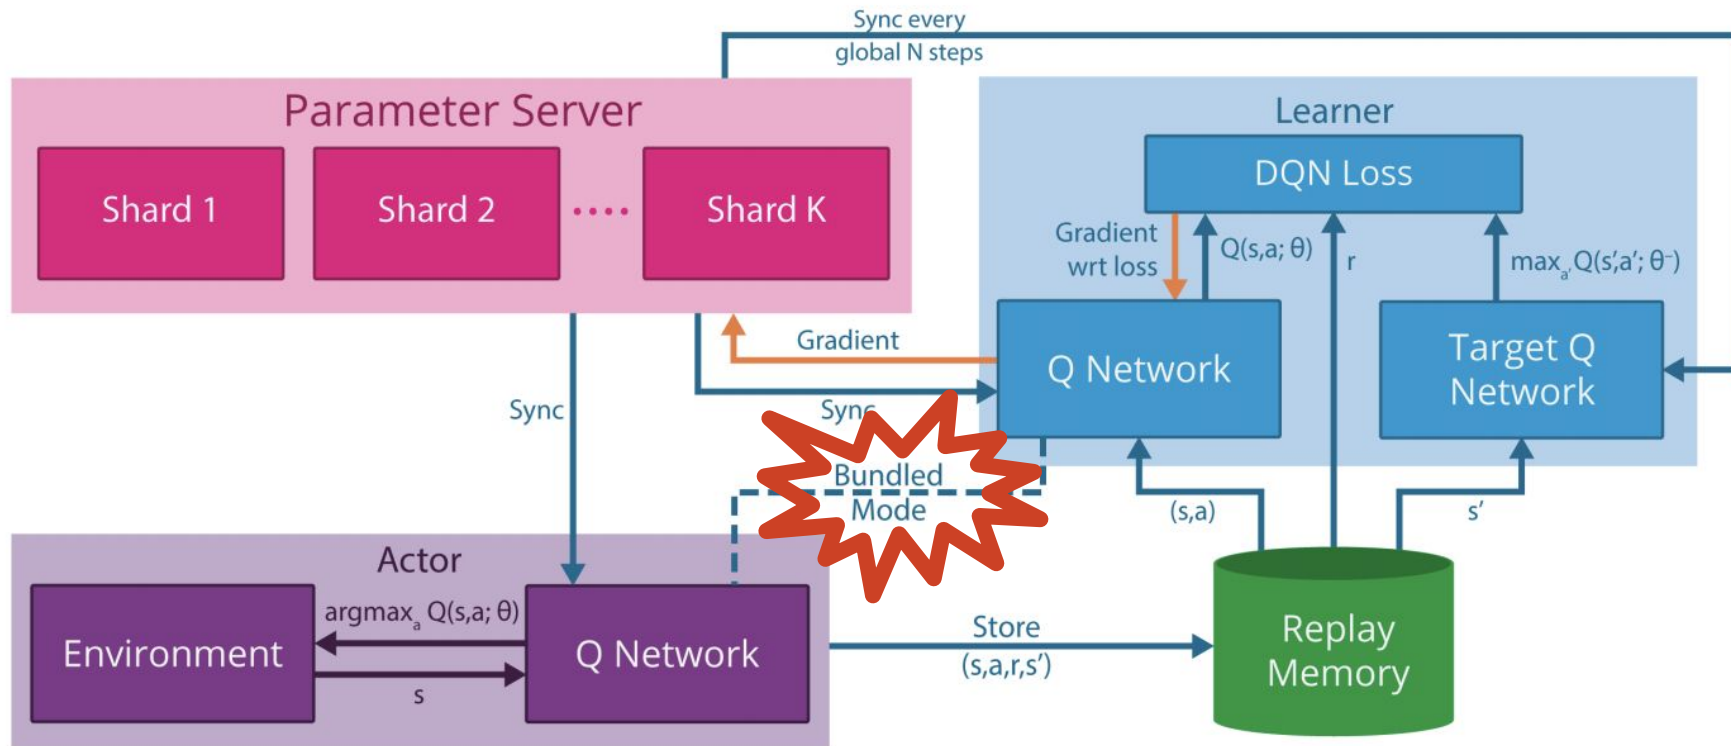 Sync every
global N steps
Parameter Server
Shard 1
Shard 2
....
Shard K
Learner
DQN Loss
Gradient
wrt loss
Q(s,a; θ)
r
maxₐ′ Q(s′,a′; θ⁻)
Gradient
Q Network
Target Q
Network
Sync
Sync
Bundled
Mode
(s,a)
s′
Actor
Environment
argmaxₐ Q(s,a; θ)
s
Q Network
Store
(s,a,r,s′)
Replay
Memory